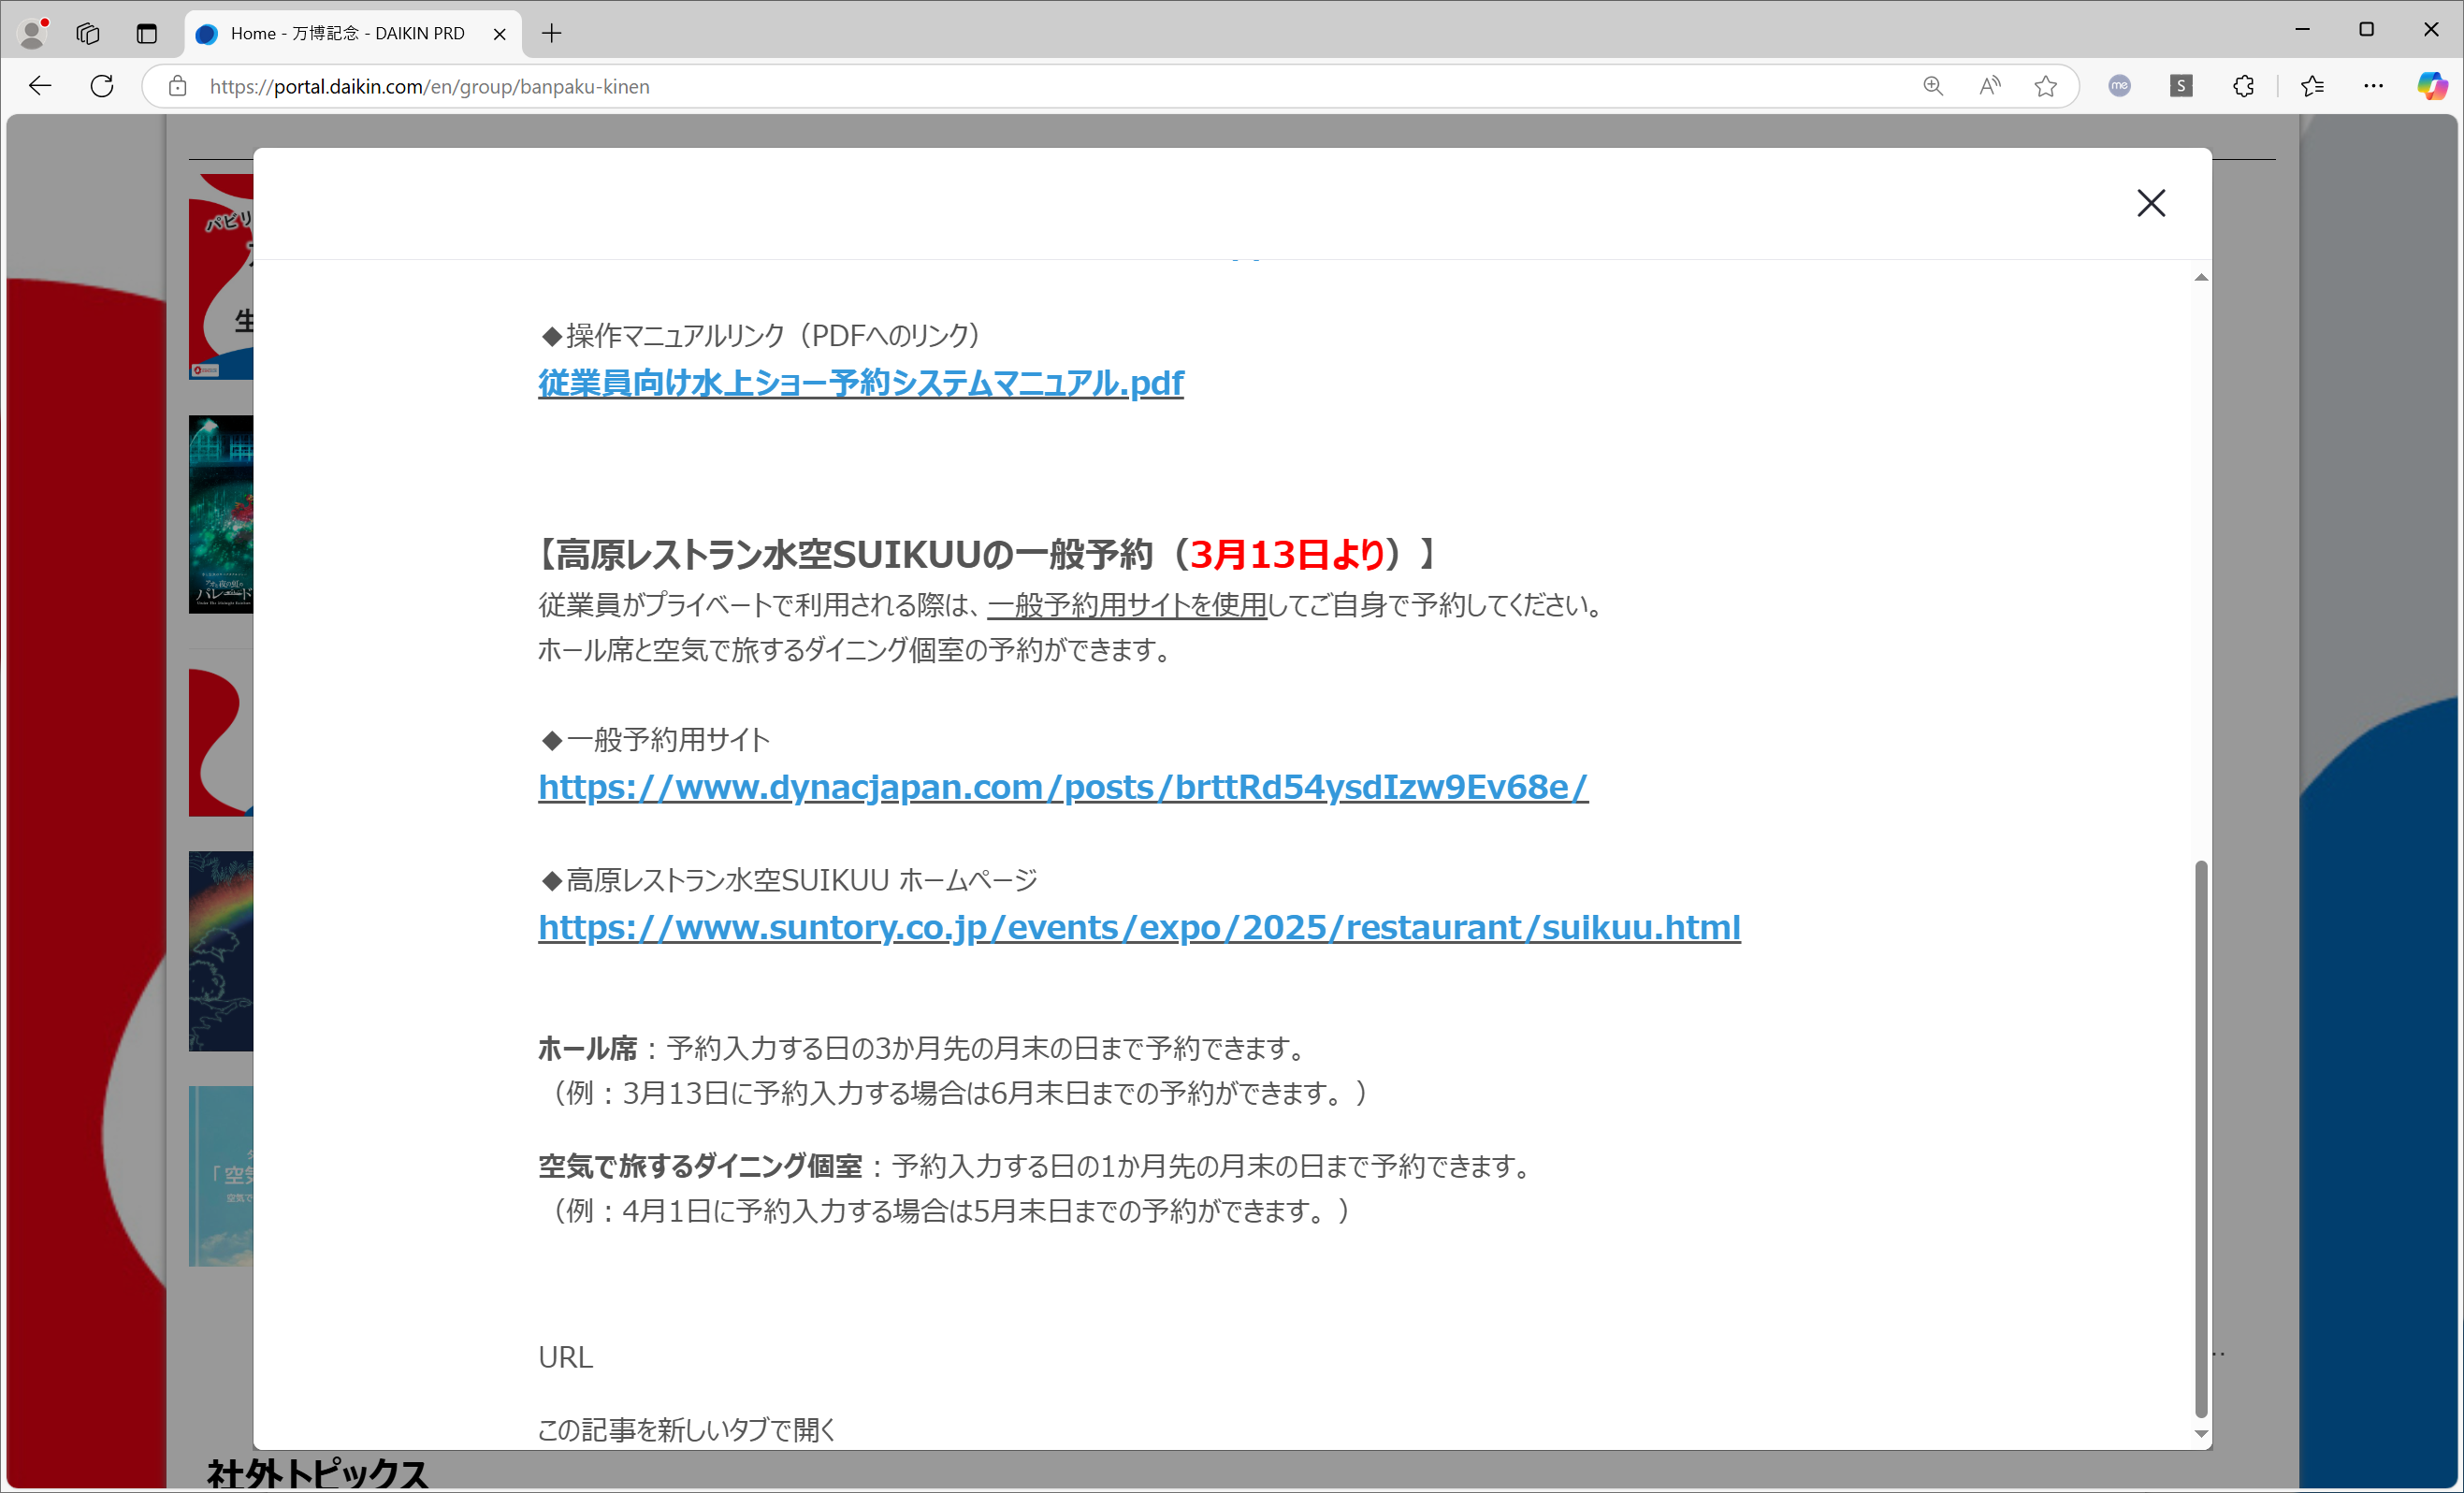 Home - 万博記念 - DAIKIN PRD
https://portal.daikin.com/en/group/banpaku-kinen
me
S
パビリ
生
◆操作マニュアルリンク（PDFへのリンク）
従業員向け水上ショー予約システムマニュアル.pdf
パレード
【高原レストラン水空SUIKUUの一般予約（3月13日より）】
従業員がプライベートで利用される際は、一般予約用サイトを使用してご自身で予約してください。
ホール席と空気で旅するダイニング個室の予約ができます。
◆一般予約用サイト
https://www.dynacjapan.com/posts/brttRd54ysdIzw9Ev68e/
◆高原レストラン水空SUIKUU ホームページ
https://www.suntory.co.jp/events/expo/2025/restaurant/suikuu.html
ホール席：予約入力する日の3か月先の月末の日まで予約できます。
（例：3月13日に予約入力する場合は6月末日までの予約ができます。）
空気で旅するダイニング個室：予約入力する日の1か月先の月末の日まで予約できます。
（例：4月1日に予約入力する場合は5月末日までの予約ができます。）
「空気
空気で
URL
この記事を新しいタブで開く
社外トピックス